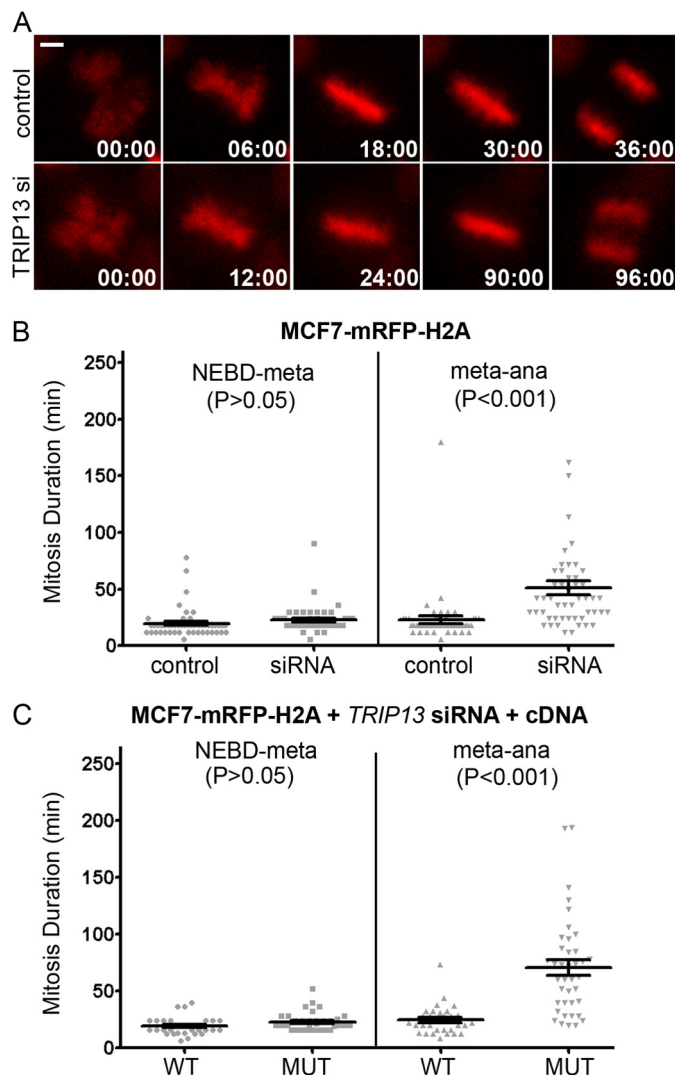 A
control
00:00 06:00 18:00 30:00 36:00
TRIP13 si
00:00 12:00 24:00 90:00 96:00
B
MCF7-mRFP-H2A
NEBD-meta meta-ana
(P>0.05) (P<0.001)
Mitosis Duration (min)
250
200
150
100
50
0
control siRNA control siRNA
C MCF7-mRFP-H2A + TRIP13 siRNA + cDNA
NEBD-meta meta-ana
(P>0.05) (P<0.001)
Mitosis Duration (min)
250
200
150
100
50
0
WT MUT WT MUT